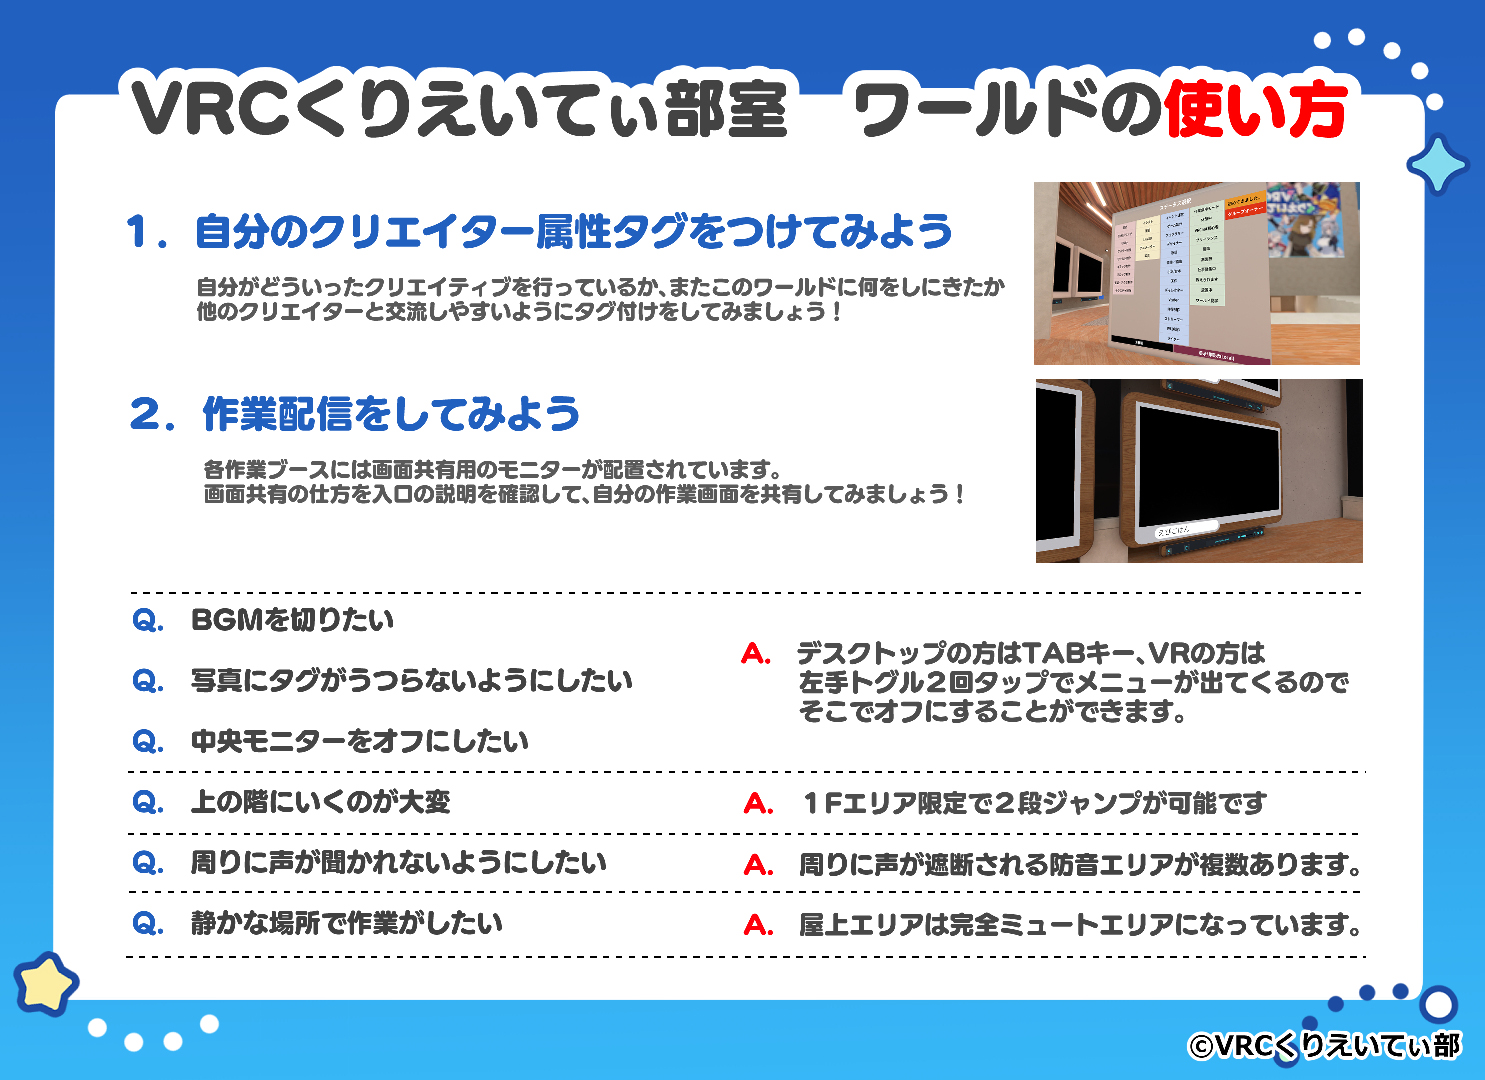 VRCくりえいてぃ部室　ワールドの使い方
1．自分のクリエイター属性タグをつけてみよう
自分がどういったクリエイティブを行っているか、またこのワールドに何をしにきたか
他のクリエイターと交流しやすいようにタグ付けをしてみましょう！
2．作業配信をしてみよう
各作業ブースには画面共有用のモニターが配置されています。
画面共有の仕方を入口の説明を確認して、自分の作業画面を共有してみましょう！
えびごはん
Q.　BGMを切りたい
Q.　写真にタグがうつらないようにしたい
Q.　中央モニターをオフにしたい
A.　デスクトップの方はTABキー、VRの方は
左手トグル2回タップでメニューが出てくるので
そこでオフにすることができます。
Q.　上の階にいくのが大変
A.　1Fエリア限定で2段ジャンプが可能です
Q.　周りに声が聞かれないようにしたい
A.　周りに声が遮断される防音エリアが複数あります。
Q.　静かな場所で作業がしたい
A.　屋上エリアは完全ミュートエリアになっています。
©VRCくりえいてぃ部